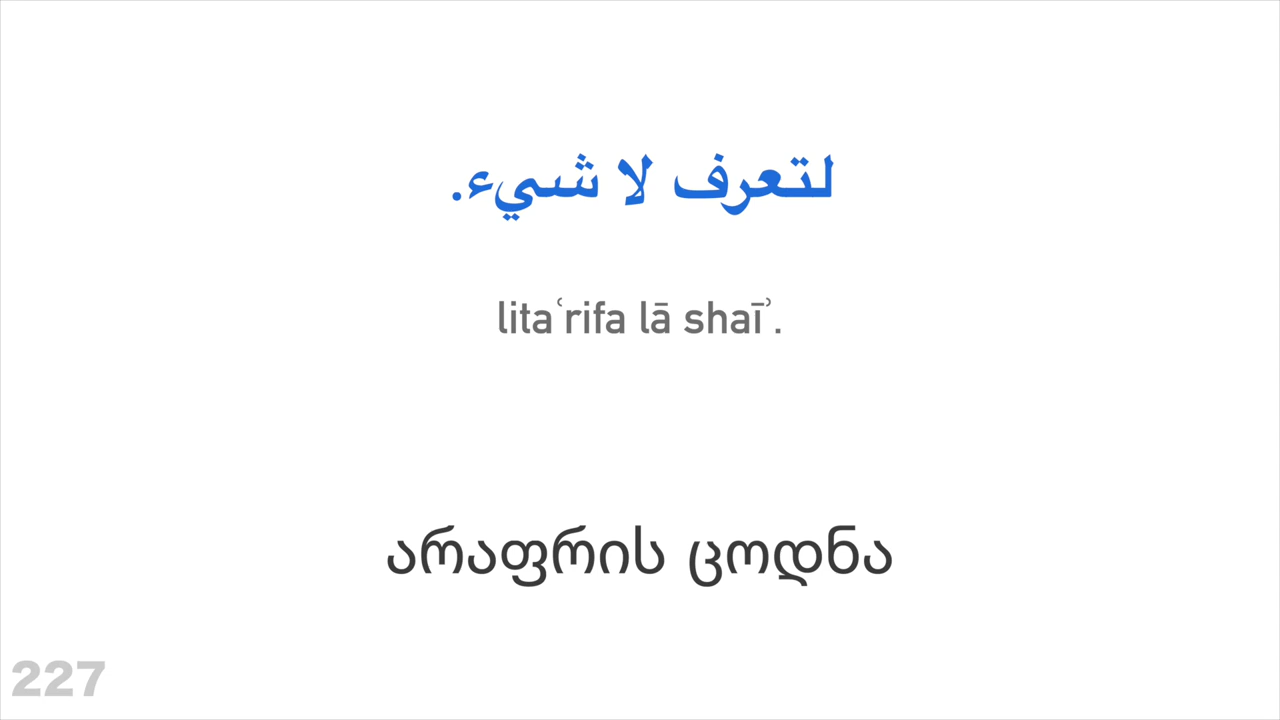 لتعرف لا شيء.
litaʿrifa lā shaīʾ.
არაფრის ცოდნა
227